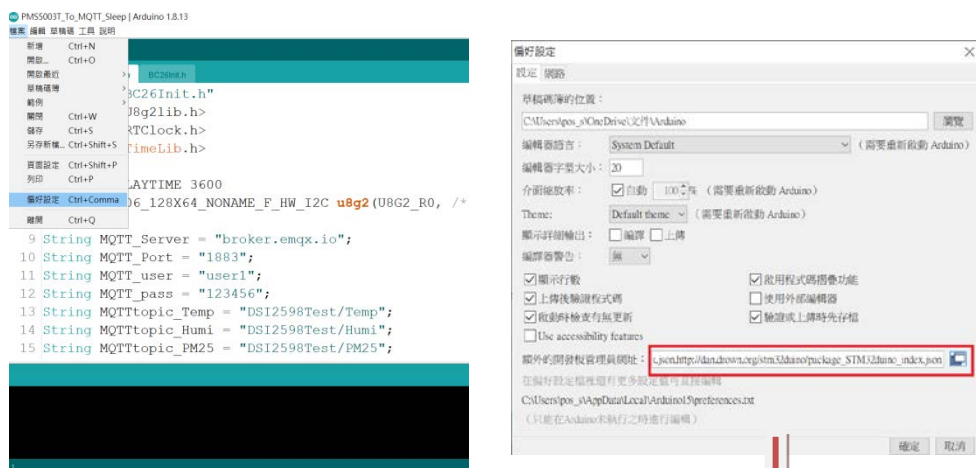 PMS5003T_To_MQTT_Sleep | Arduino 1.8.13
檔案 編輯 草稿碼 工具 說明
新增 Ctrl+N
開啟... Ctrl+O
開啟最近
草稿碼簿
範例
關閉 Ctrl+W
儲存 Ctrl+S
另存新檔... Ctrl+Shift+S
頁面設定 Ctrl+Shift+P
列印 Ctrl+P
偏好設定 Ctrl+Comma
離開 Ctrl+Q
BC26Init.h
BC26Init.h"
J8g2lib.h>
RTClock.h>
TimeLib.h>
LAYTIME 3600
06_128X64_NONAME_F_HW_I2C u8g2(U8G2_R0, /*
9 String MQTT_Server = "broker.emqx.io";
10 String MQTT_Port = "1883";
11 String MQTT_user = "user1";
12 String MQTT_pass = "123456";
13 String MQTTtopic_Temp = "DSI2598Test/Temp";
14 String MQTTtopic_Humi = "DSI2598Test/Humi";
15 String MQTTtopic_PM25 = "DSI2598Test/PM25";
偏好設定
設定 網路
草稿碼簿的位置：
C:\Users\pos_s\OneDrive\文件\Arduino 瀏覽
編輯器語言： System Default （需要重新啟動 Arduino）
編輯器字型大小： 20
介面縮放率： 自動 100 % （需要重新啟動 Arduino）
Theme: Default theme （需要重新啟動 Arduino）
顯示詳細輸出： 編譯 上傳
編譯器警告： 無
顯示行數 啟用程式碼摺疊功能
上傳後驗證程式碼 使用外部編輯器
啟動時檢查有無更新 驗證或上傳時先存檔
Use accessibility features
額外的開發板管理員網址： x.json,http://dan.drown.org/stm32duino/package_STM32duino_index.json
在偏好設定檔裡還有更多設定值可直接編輯
C:\Users\pos_s\AppData\Local\Arduino15\preferences.txt
（只能在Arduino未執行之時進行編輯）
確定 取消